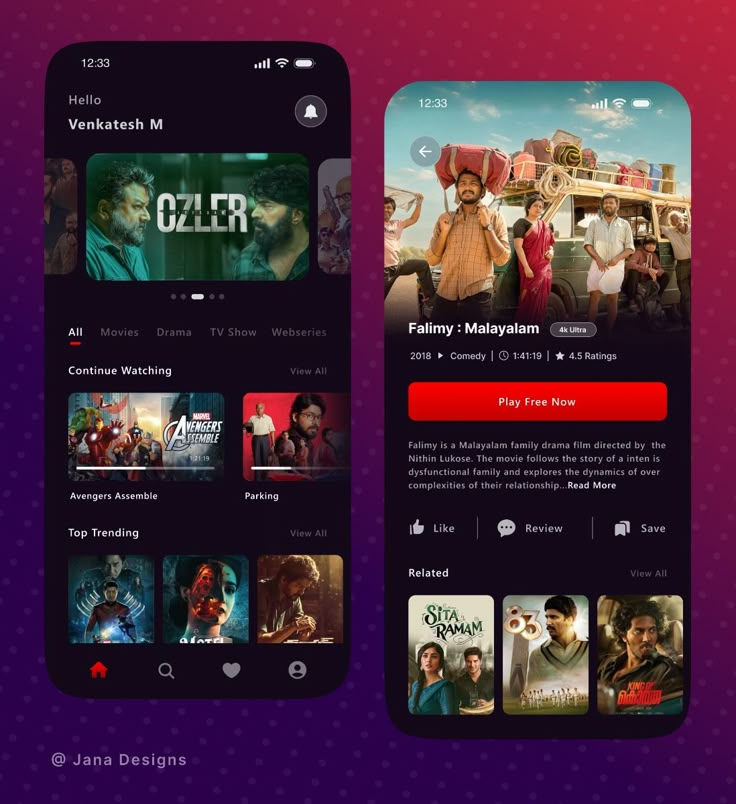 12:33
Hello
Venkatesh M
OZLER
All Movies Drama TV Show Webseries
Continue Watching View All
MARVEL
AVENGERS
ASSEMBLE
1:21:19
Avengers Assemble Parking
Top Trending View All
12:33
Falimy : Malayalam 4k Ultra
2018 Comedy | 1:41:19 | 4.5 Ratings
Play Free Now
Falimy is a Malayalam family drama film directed by the
Nithin Lukose. The movie follows the story of a inten is
dysfunctional family and explores the dynamics of over
complexities of their relationship...Read More
Like Review Save
Related View All
SiTA
RAMAM
83
KING OF
@ Jana Designs